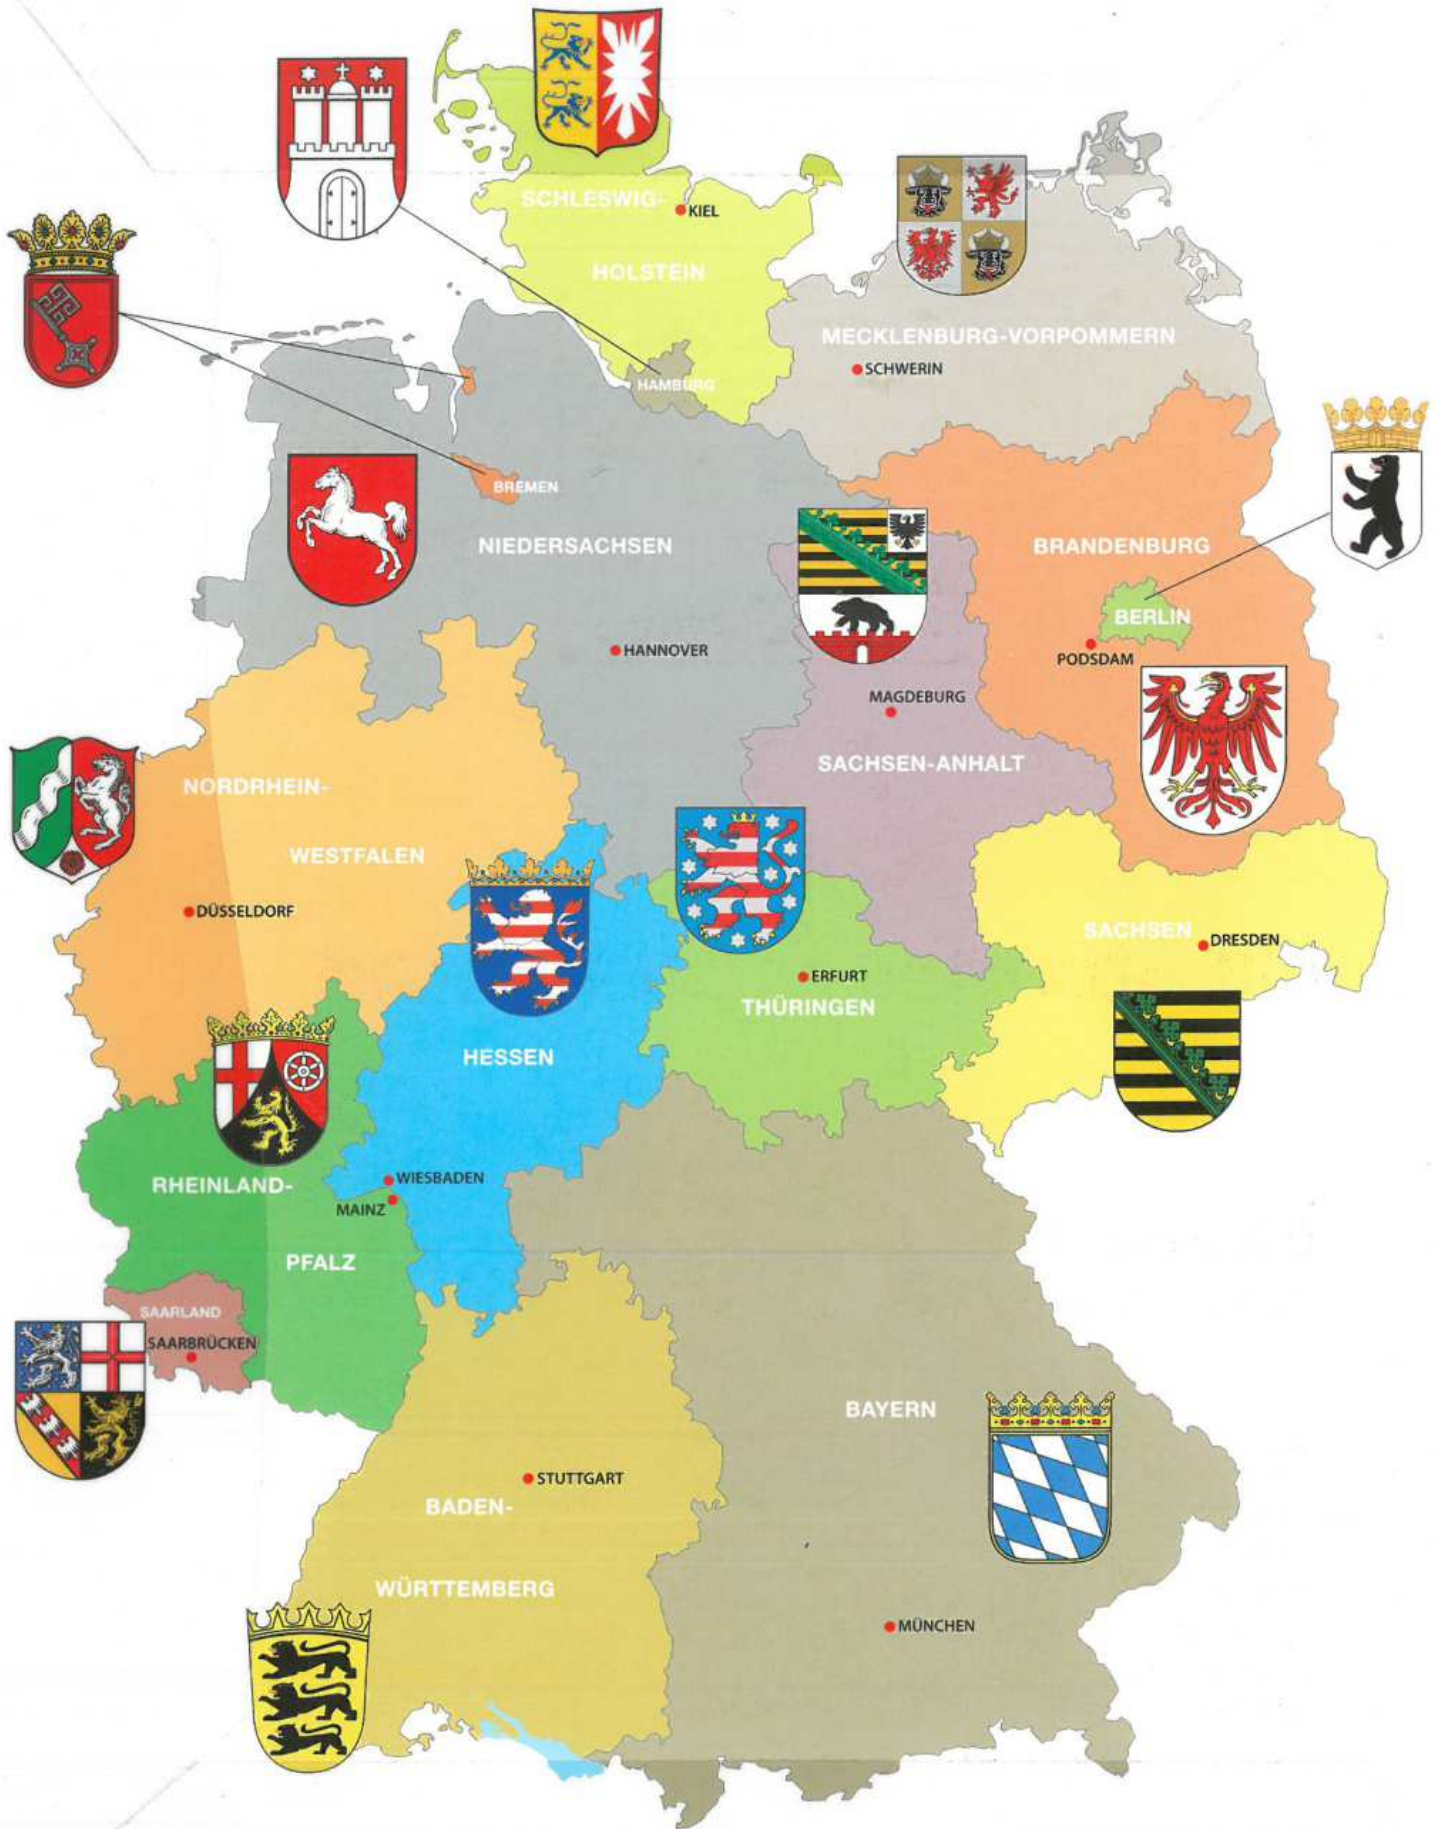 SCHLESWIG-
KIEL
HOLSTEIN
MECKLENBURG-VORPOMMERN
SCHWERIN
HAMBURG
BREMEN
NIEDERSACHSEN
BRANDENBURG
BERLIN
HANNOVER
PODSDAM
MAGDEBURG
SACHSEN-ANHALT
NORDRHEIN-
WESTFALEN
DÜSSELDORF
SACHSEN
DRESDEN
ERFURT
THÜRINGEN
HESSEN
RHEINLAND-
WIESBADEN
MAINZ
PFALZ
SAARLAND
SAARBRÜCKEN
BAYERN
STUTTGART
BADEN-
WÜRTTEMBERG
MÜNCHEN